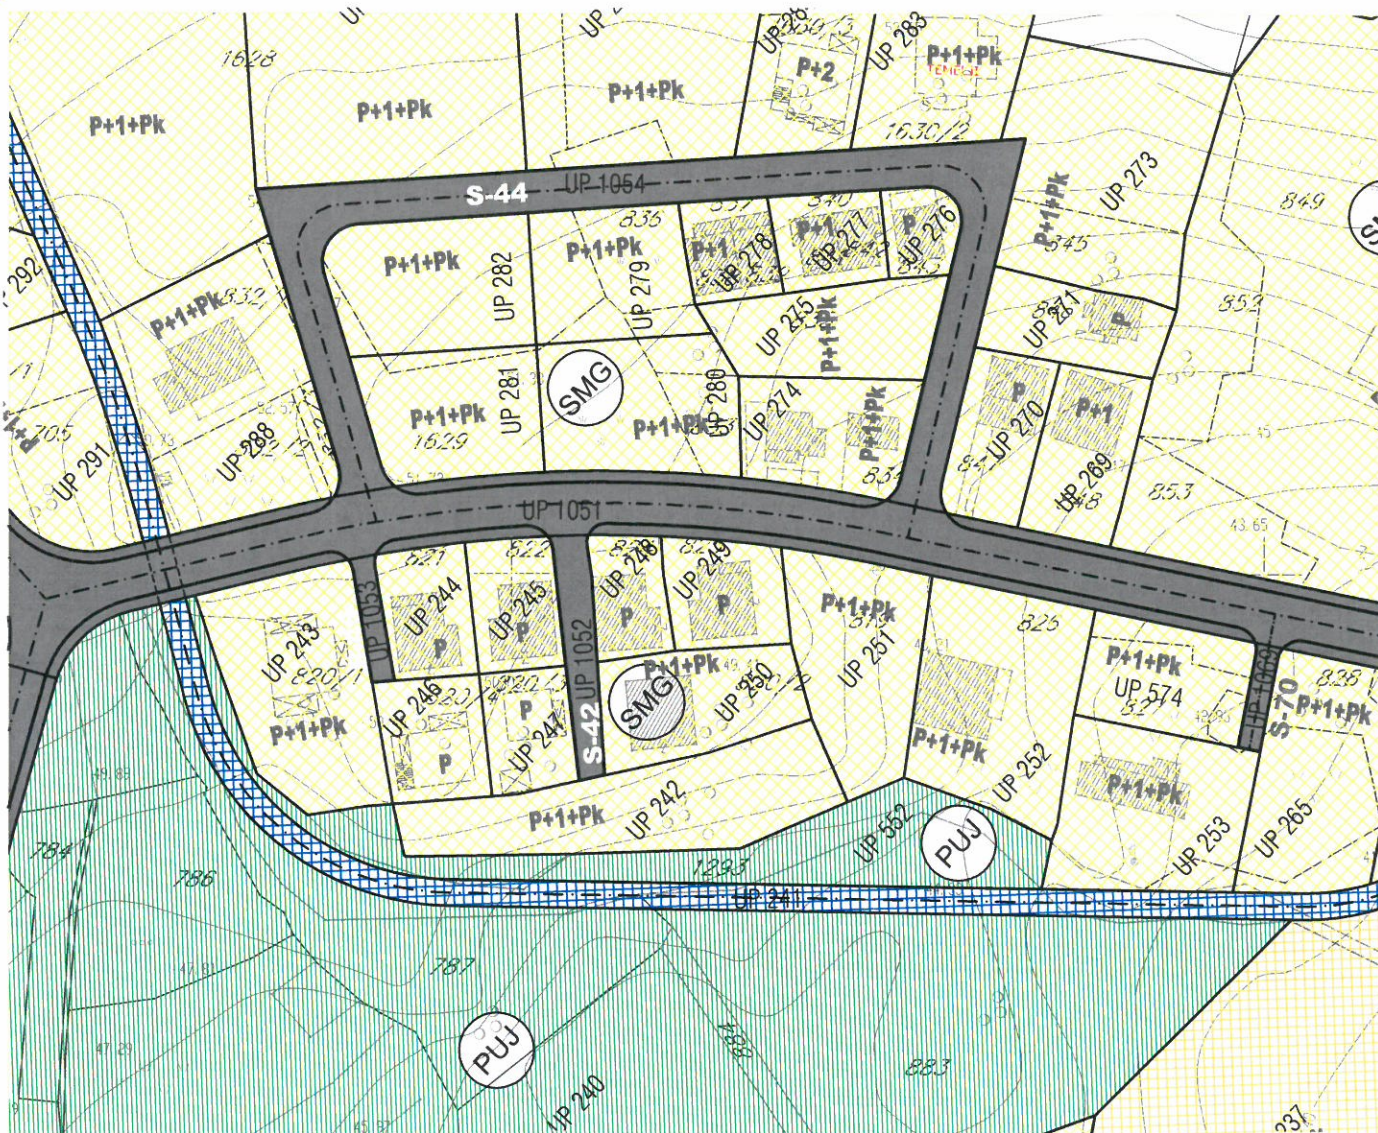 1628
P+1+Pk
P+1+Pk
P+1+Pk
P+2
UP 283
P+1+Pk
TEMELJI
1630/2
S-44
UP 1054
UP 273
P+1+Pk
845
849
836
P+1+Pk
P+1+Pk
UP 282
UP 279
P+1
UP 278
P+1
UP 277
P
UP 276
UP 275
P+1+Pk
UP 271
P
852
292
P+1+Pk
832
UP 281
SMG
P+1+Pk
1629
P+1+Pk
UP 280
UP 274
P+1+Pk
P
UP 270
P+1
UP 269
853
45
43.65
705
UP 291
UP 288
UP 1051
821
822
UP 244
P
UP 245
P
UP 248
P
UP 249
P
UP 1053
UP 1052
UP 243
820/1
P+1+Pk
UP 246
P
UP 247
P
S-42
SMG
P+1+Pk
UP 250
P+1+Pk
UP 251
825
P+1+Pk
UP 252
P+1+Pk
UP 574
UP 1069
S-70
828
P+1+Pk
P+1+Pk
UP 253
UP 265
P+1+Pk
UP 242
UP 552
PUJ
1293
UP 241
49.89
784
786
787
47.29
PUJ
UP 240
884
883
237